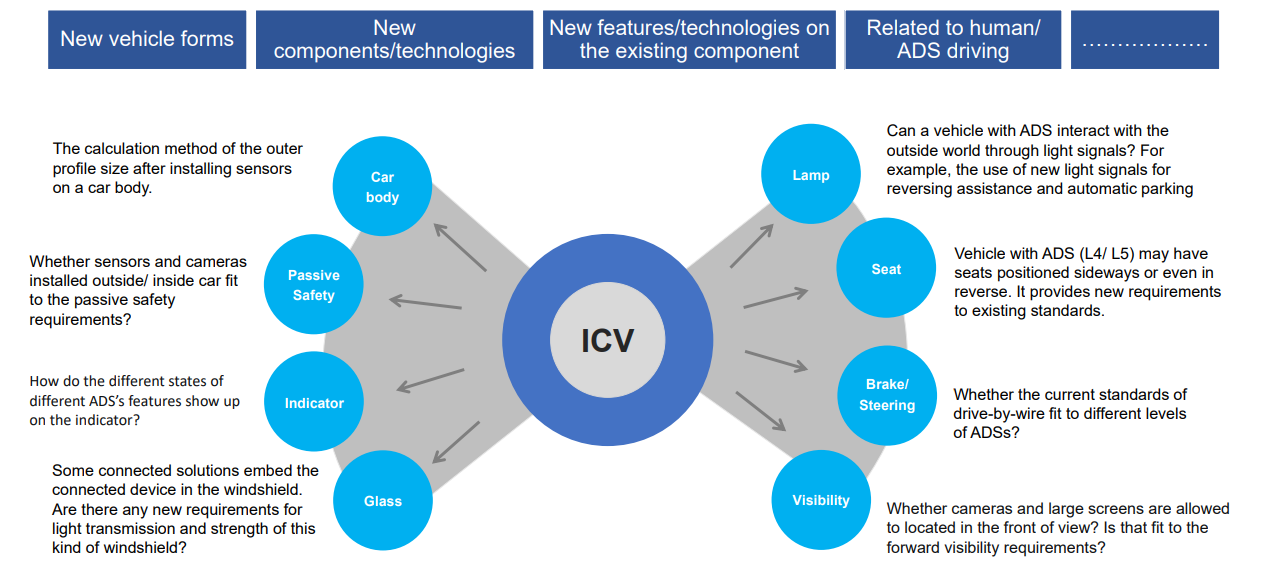 New vehicle forms
New
components/technologies
New features/technologies on
the existing component
Related to human/
ADS driving
………………
The calculation method of the outer
profile size after installing sensors
on a car body.
Car
body
Whether sensors and cameras
installed outside/ inside car fit
to the passive safety
requirements?
Passive
Safety
How do the different states of
different ADS’s features show up
on the indicator?
Indicator
Some connected solutions embed the
connected device in the windshield.
Are there any new requirements for
light transmission and strength of this
kind of windshield?
Glass
ICV
Lamp
Can a vehicle with ADS interact with the
outside world through light signals? For
example, the use of new light signals for
reversing assistance and automatic parking
Seat
Vehicle with ADS (L4/ L5) may have
seats positioned sideways or even in
reverse. It provides new requirements
to existing standards.
Brake/
Steering
Whether the current standards of
drive-by-wire fit to different levels
of ADSs?
Visibility
Whether cameras and large screens are allowed
to located in the front of view? Is that fit to the
forward visibility requirements?